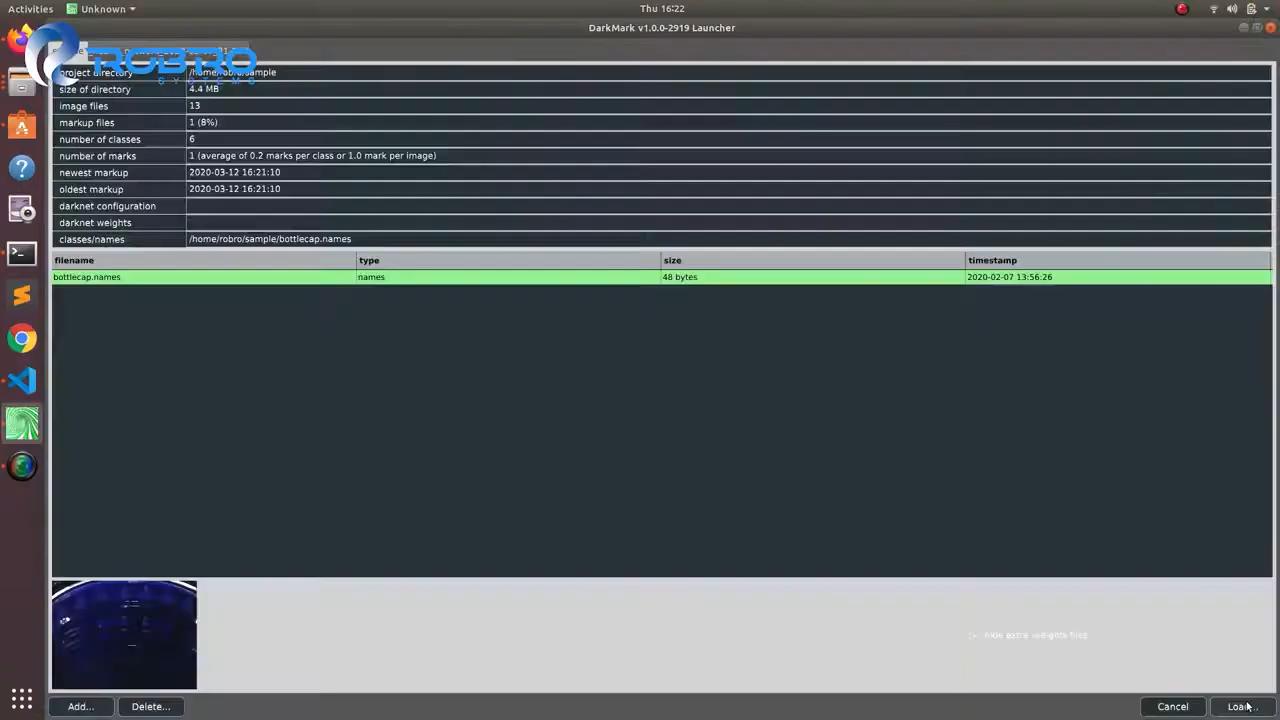 Activities
Unknown
Thu 16:22
DarkMark v1.0.0-2919 Launcher
ROBRO
SYSTEMS
project directory /home/robro/sample
size of directory 4.4 MB
image files 13
markup files 1 (8%)
number of classes 6
number of marks 1 (average of 0.2 marks per class or 1.0 mark per image)
newest markup 2020-03-12 16:21:10
oldest markup 2020-03-12 16:21:10
darknet configuration
darknet weights
classes/names /home/robro/sample/bottlecap.names
filename type size timestamp
bottlecap.names names 48 bytes 2020-02-07 13:56:26
hide extra weights files
Add... Delete... Cancel Load...